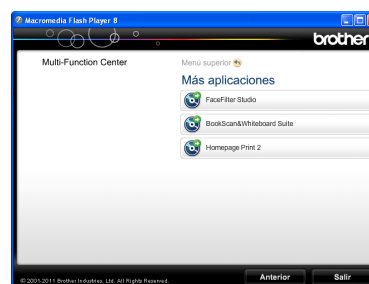 Macromedia Flash Player 8
brother
Multi-Function Center
Menú superior
Más aplicaciones
FaceFilter Studio
BookScan&Whiteboard Suite
Homepage Print 2
Anterior
Salir
© 2001-2011 Brother Industries, Ltd. All Rights Reserved.